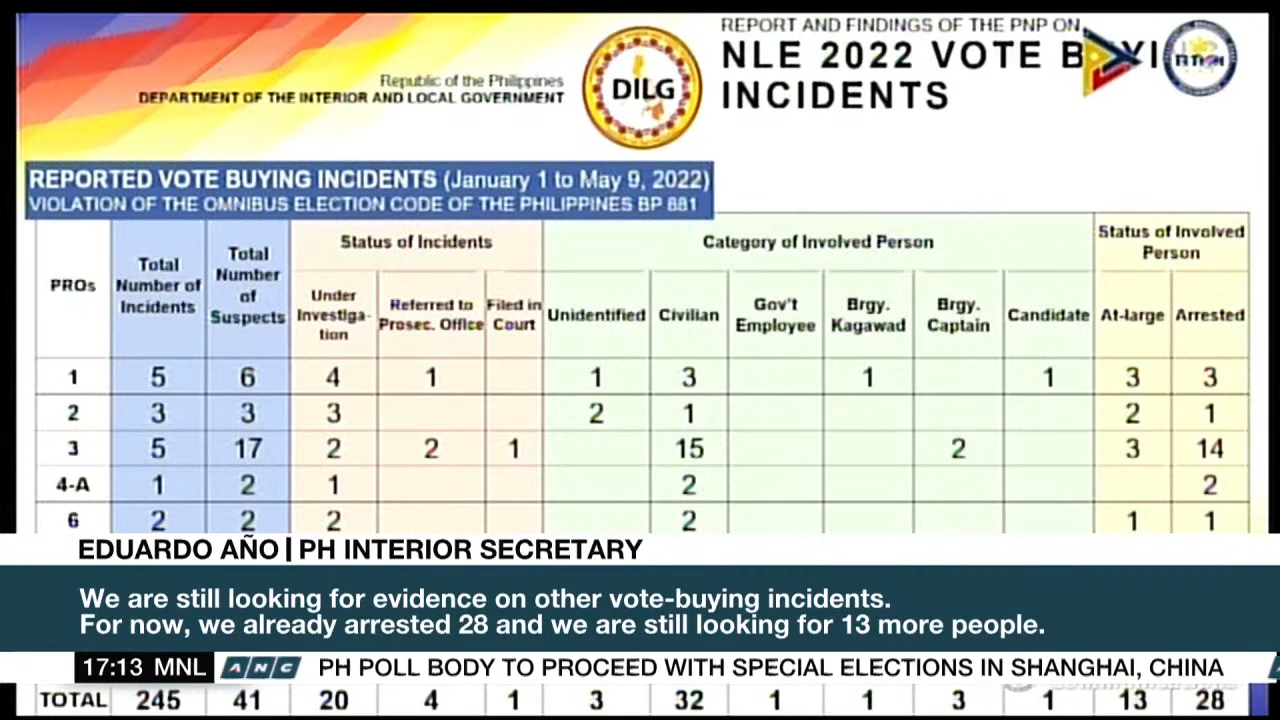 REPORT AND FINDINGS OF THE PNP ON
NLE 2022 VOTE B YI
INCIDENTS
Republic of the Philippines
DEPARTMENT OF THE INTERIOR AND LOCAL GOVERNMENT
DILG
RTVM
REPORTED VOTE BUYING INCIDENTS (January 1 to May 9, 2022)
VIOLATION OF THE OMNIBUS ELECTION CODE OF THE PHILIPPINES BP 881
PROs
Total
Number of
Incidents
Total
Number
of
Suspects
Status of Incidents
Under
Investiga-
tion
Referred to
Prosec. Office
Filed in
Court
Category of Involved Person
Unidentified
Civilian
Gov't
Employee
Brgy.
Kagawad
Brgy.
Captain
Candidate
Status of Involved
Person
At-large
Arrested
1 5 6 4 1 1 3 1 1 3 3
2 3 3 3 2 1 2 1
3 5 17 2 2 1 15 2 3 14
4-A 1 2 1 2 2
6 2 2 2 2 1 1
EDUARDO AÑO | PH INTERIOR SECRETARY
We are still looking for evidence on other vote-buying incidents.
For now, we already arrested 28 and we are still looking for 13 more people.
17:13 MNL ANC PH POLL BODY TO PROCEED WITH SPECIAL ELECTIONS IN SHANGHAI, CHINA
TOTAL 245 41 20 4 1 3 32 1 1 3 1 13 28